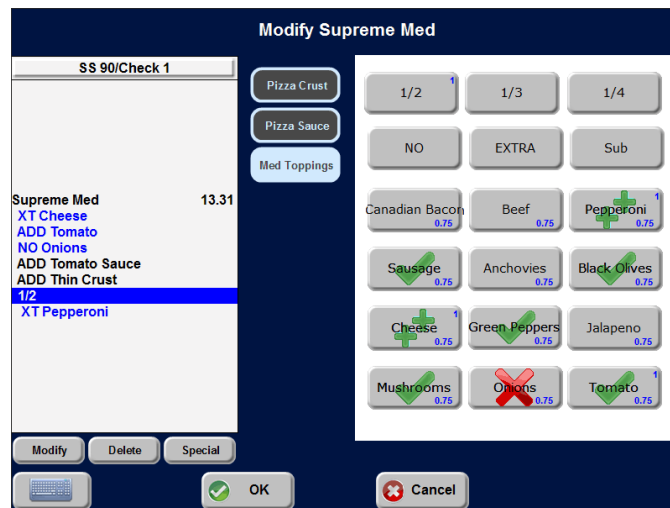 Modify Supreme Med
SS 90/Check 1
Supreme Med 13.31
XT Cheese
ADD Tomato
NO Onions
ADD Tomato Sauce
ADD Thin Crust
1/2
XT Pepperoni
Modify Delete Special
Pizza Crust
Pizza Sauce
Med Toppings
1/2 1 1/3 1/4
NO EXTRA Sub
Canadian Bacon 0.75 Beef 0.75 Pepperoni 1 0.75
Sausage 0.75 Anchovies 0.75 Black Olives 0.75
Cheese 1 0.75 Green Peppers 0.75 Jalapeno 0.75
Mushrooms 0.75 Onions 0.75 Tomato 1 0.75
OK Cancel